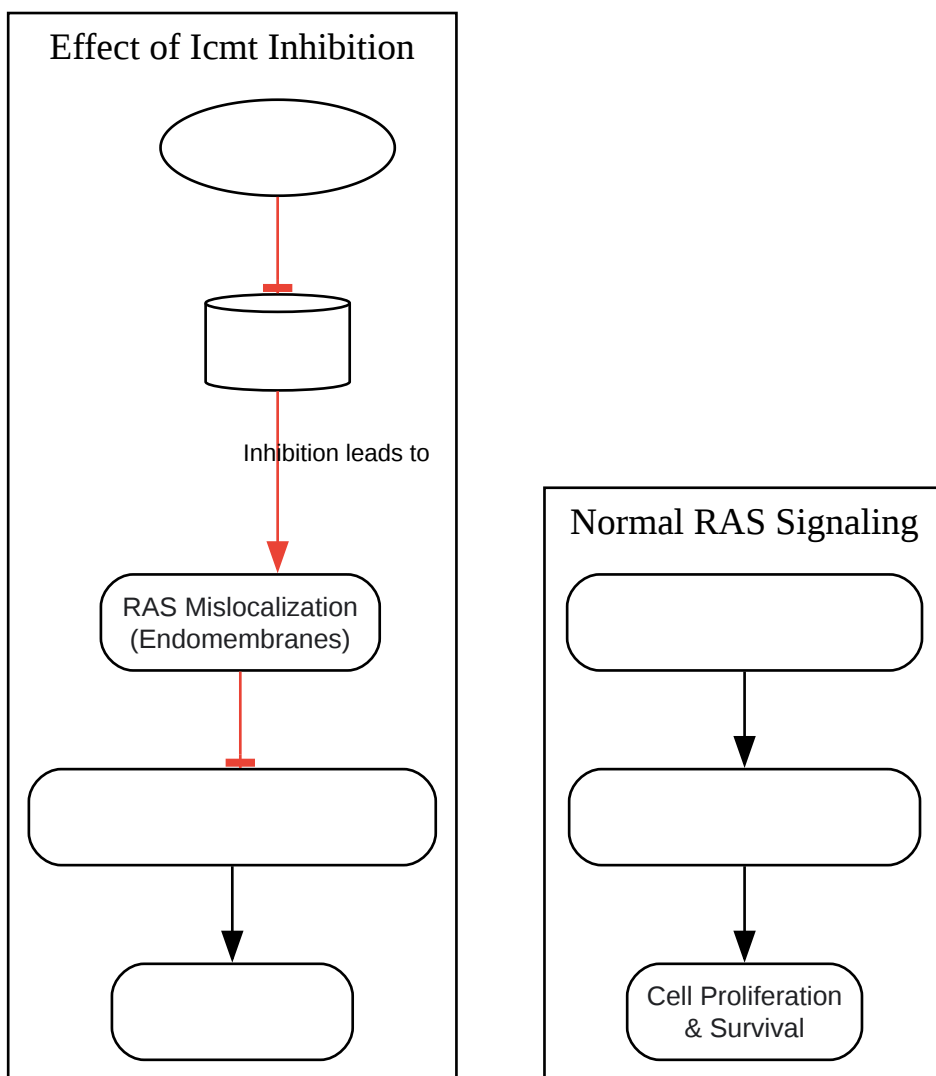 Effect of Icmt Inhibition
Inhibition leads to
RAS Mislocalization
(Endomembranes)
Normal RAS Signaling
Cell Proliferation
& Survival